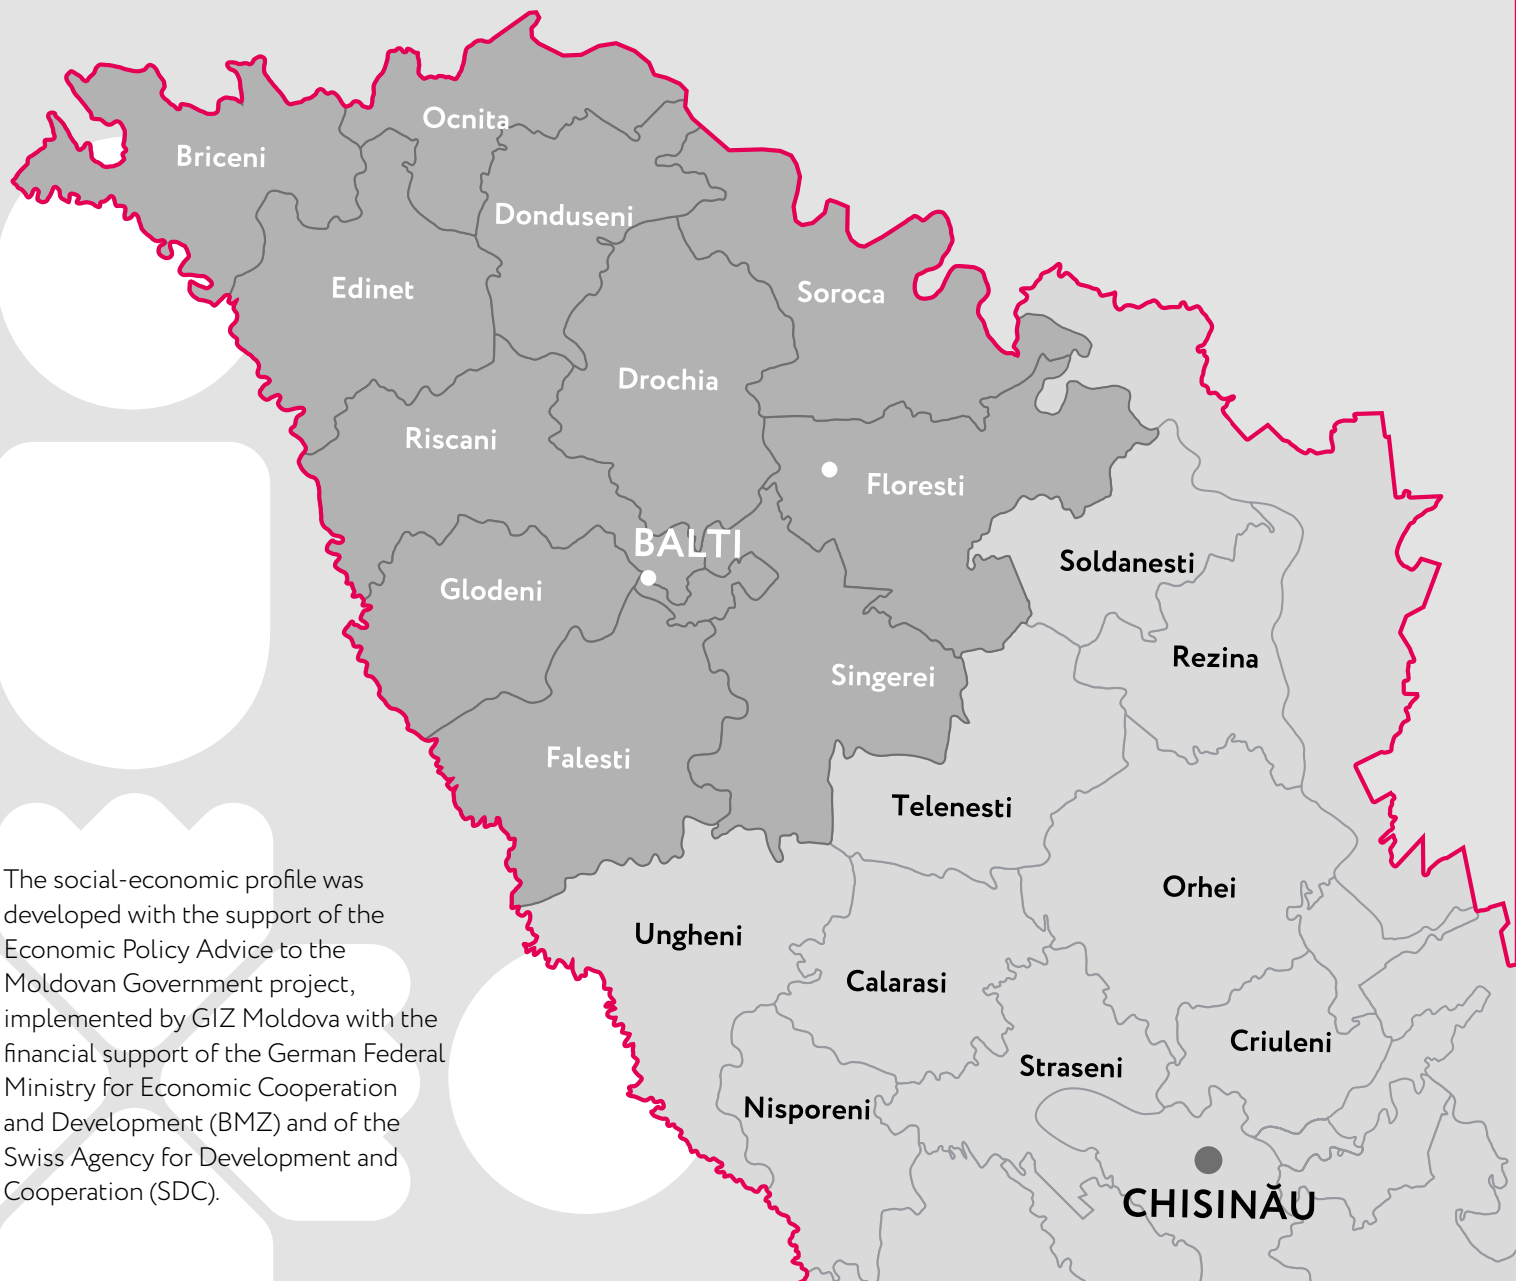 Ocnita
Briceni
Donduseni
Edinet
Soroca
Drochia
Riscani
Floresti
BALTI
Soldanesti
Glodeni
Rezina
Singerei
Falesti
Telenesti
Orhei
Ungheni
Calarasi
Criuleni
Straseni
Nisporeni
CHISINĂU
The social-economic profile was
developed with the support of the
Economic Policy Advice to the
Moldovan Government project,
implemented by GIZ Moldova with the
financial support of the German Federal
Ministry for Economic Cooperation
and Development (BMZ) and of the
Swiss Agency for Development and
Cooperation (SDC).